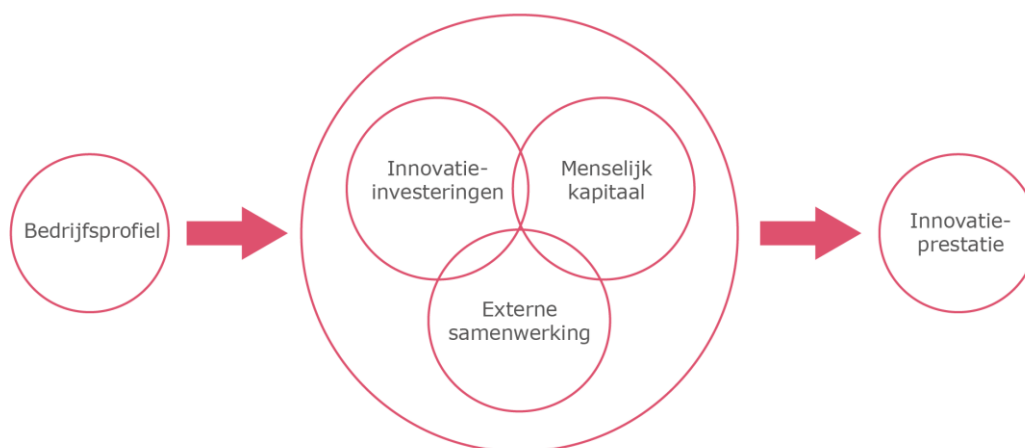 Bedrijfsprofiel
Innovatie-
investeringen
Menselijk
kapitaal
Externe
samenwerking
Innovatie-
prestatie